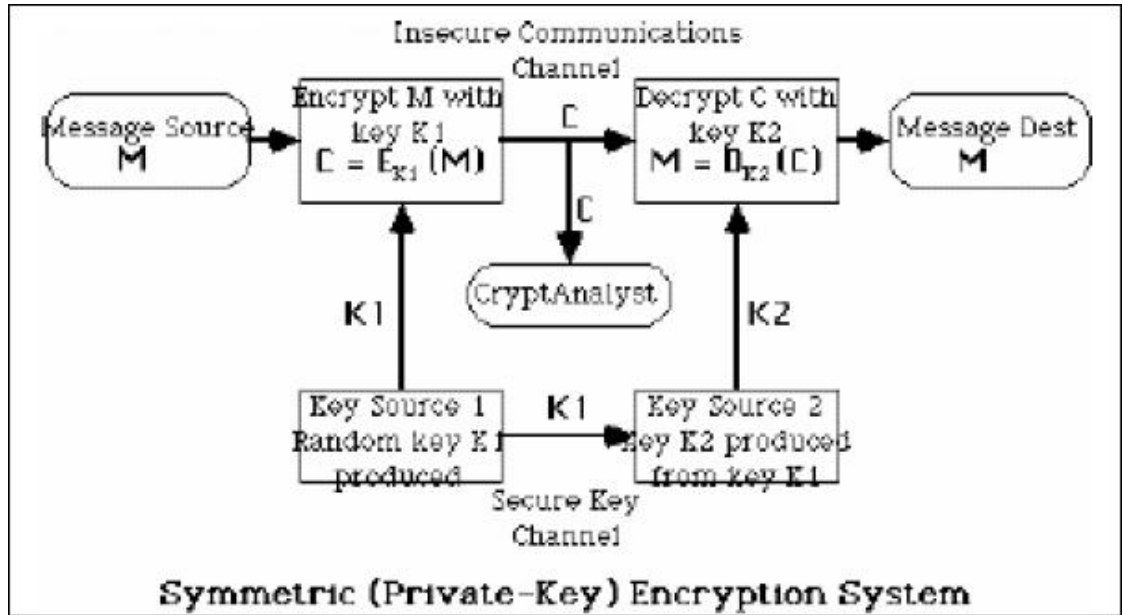 Insecure Communications
Channel
Message Source
M
Encrypt M with
key K1
C = E_K1 (M)
C
Decrypt C with
key K2
M = D_K2 (C)
Message Dest
M
C
CryptAnalyst
K1
K2
Key Source 1
Random key K1
produced
K1
Key Source 2
Key K2 produced
from key K1
Secure Key
Channel
Symmetric (Private-Key) Encryption System